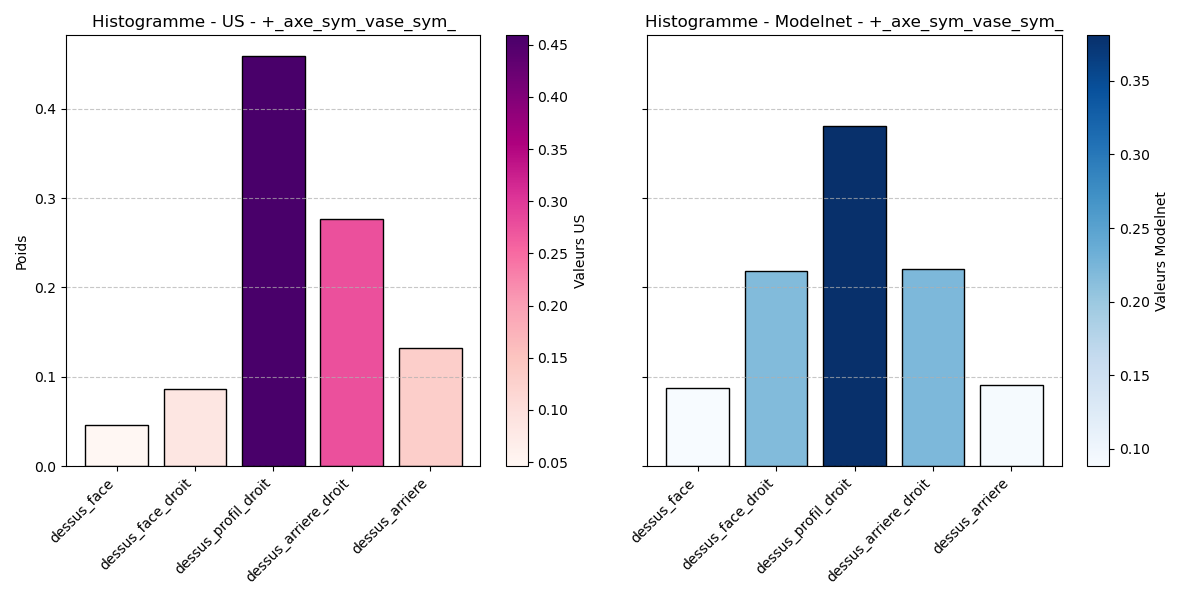 Histogramme - US - +_axe_sym_vase_sym_
Poids
0.4
0.3
0.2
0.1
0.0
dessus_face
dessus_face_droit
dessus_profil_droit
dessus_arriere_droit
dessus_arriere
0.45
0.40
0.35
0.30
0.25
0.20
0.15
0.10
0.05
Valeurs US
Histogramme - Modelnet - +_axe_sym_vase_sym_
dessus_face
dessus_face_droit
dessus_profil_droit
dessus_arriere_droit
dessus_arriere
0.35
0.30
0.25
0.20
0.15
0.10
Valeurs Modelnet